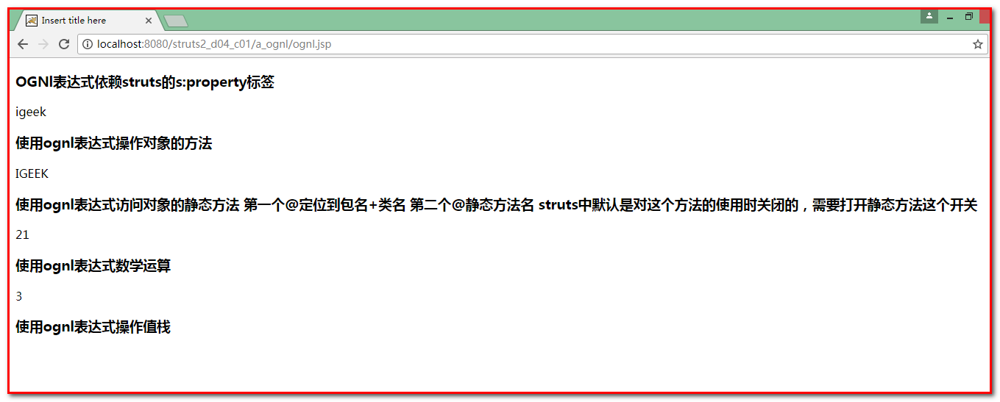 Insert title here
localhost:8080/struts2_d04_c01/a_ognl/ognl.jsp
OGNl表达式依赖struts的s:property标签
igeek
使用ognl表达式操作对象的方法
IGEEK
使用ognl表达式访问对象的静态方法 第一个@定位到包名+类名 第二个@静态方法名 struts中默认是对这个方法的使用时关闭的，需要打开静态方法这个开关
21
使用ognl表达式数学运算
3
使用ognl表达式操作值栈